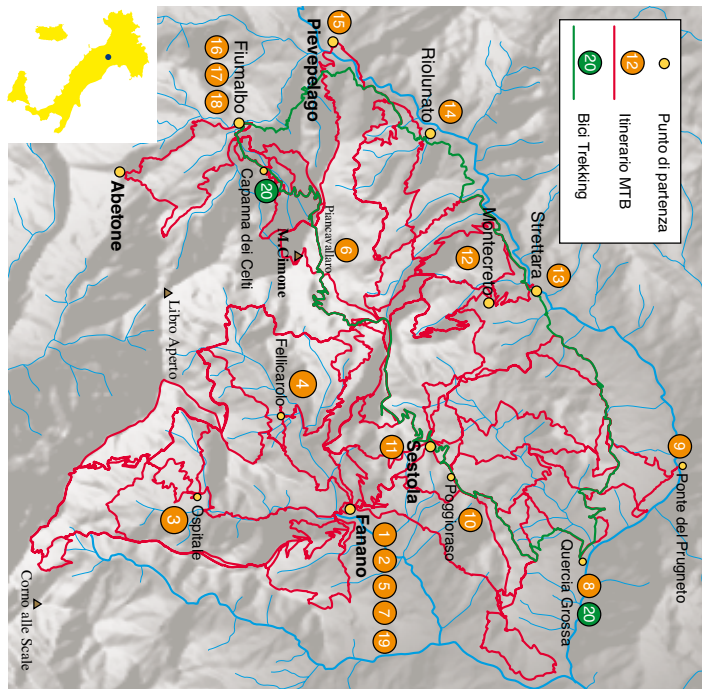 Punto di partenza
12 Itinerario MTB
20 Bici Trekking
15
Pievepelago
14
Riolunato
16 17 18
Fiumalbo
Abetone
Capanna dei Celti
20
Piancavallaro
M.Cimone
6
Libro Aperto
12
Montecreto
13
Strettara
4
Fellicarolo
11
Sestola
Poggioraso
10
9
Ponte del Prugneto
Quercia Grossa
8
20
Fanano
1
2
5
7
19
Ospitale
3
Corno alle Scale